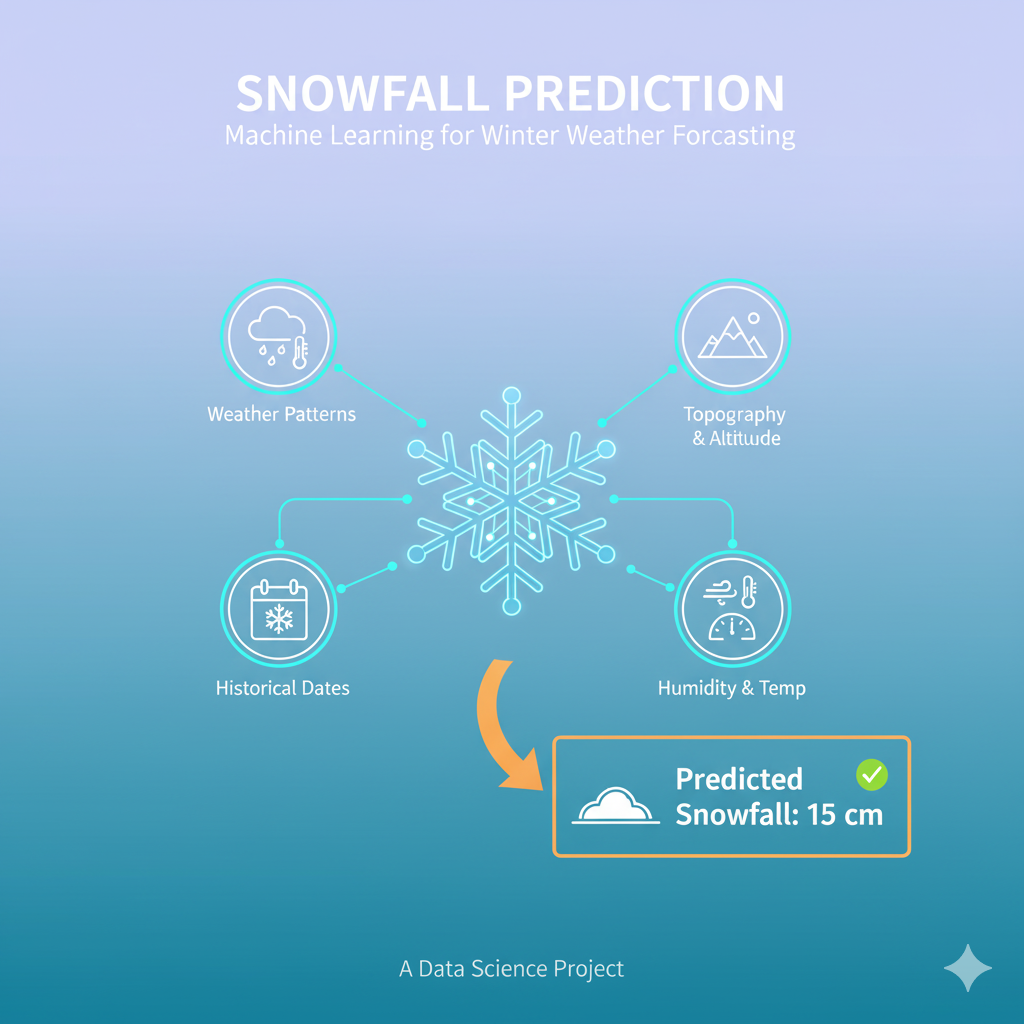 SNOWFALL PREDICTION
Machine Learning for Winter Weather Forcasting
Weather Patterns
Topography
& Altitude
Historical Dates
Humidity & Temp
Predicted
Snowfall: 15 cm
A Data Science Project